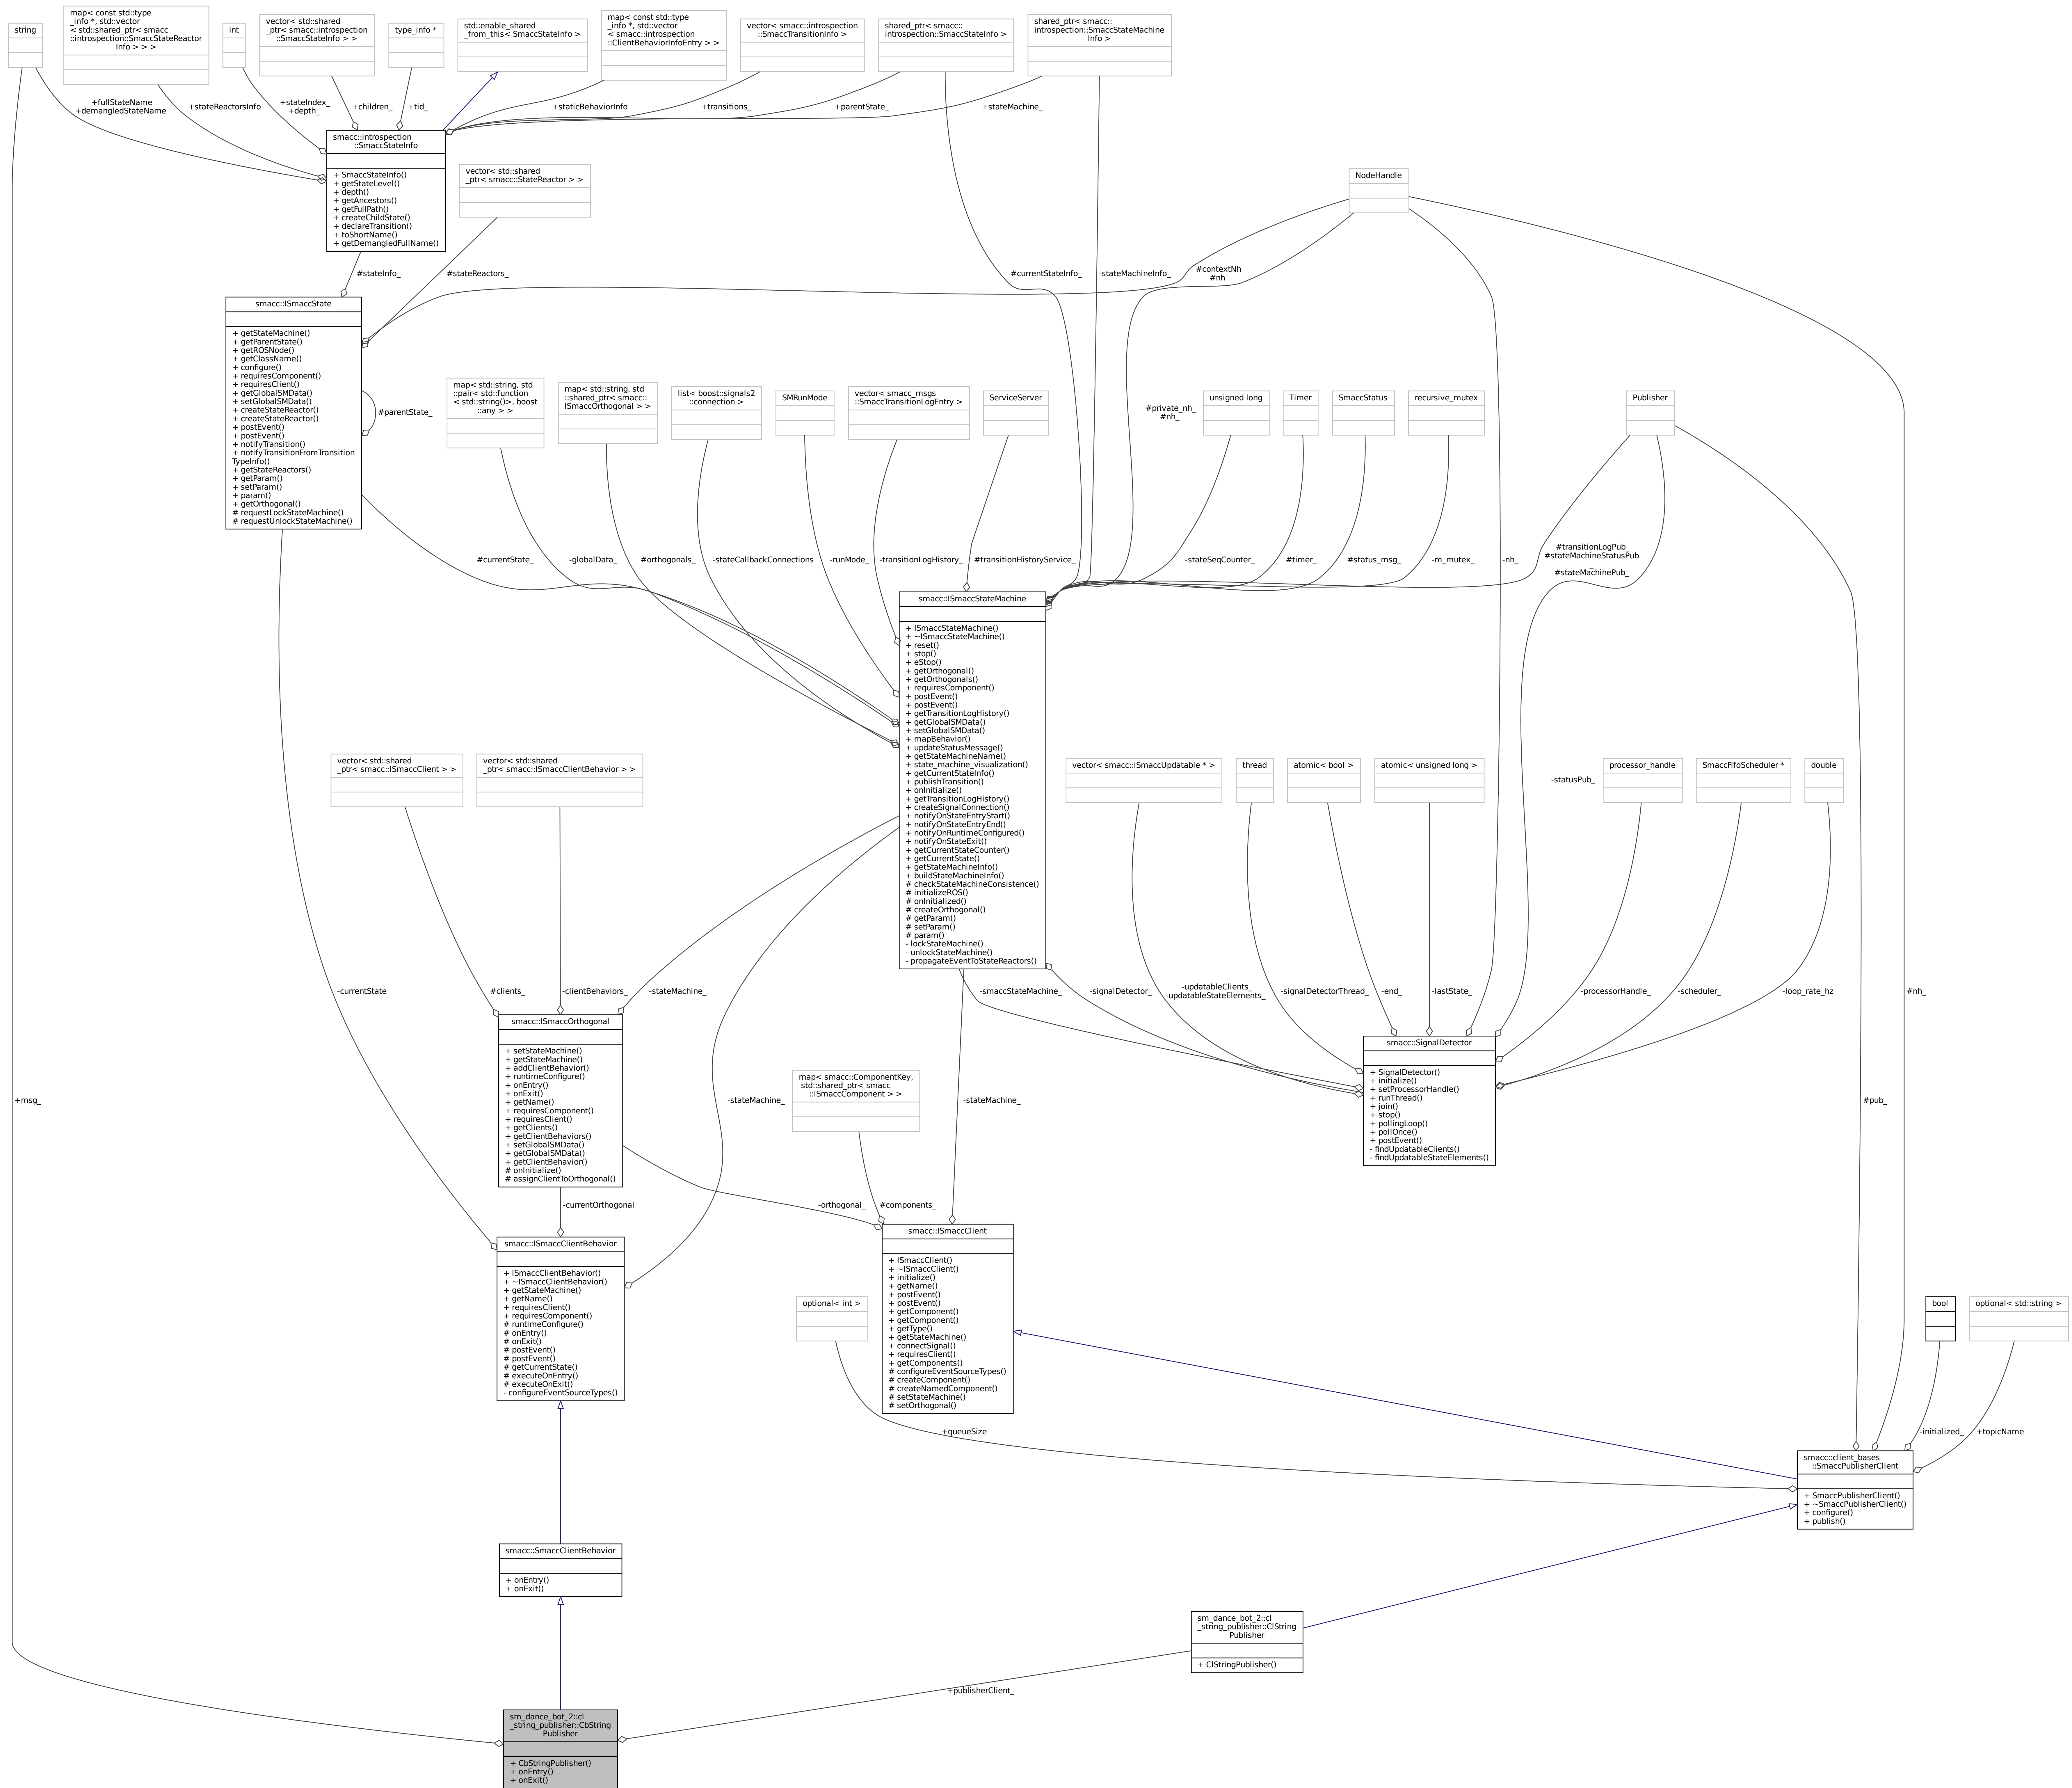 string
map< const std::type
_info *, std::vector
< std::shared_ptr< smacc
::introspection::SmaccStateReactor
Info > > >
int
vector< std::shared
_ptr< smacc::introspection
::SmaccStateInfo > >
type_info *
std::enable_shared
_from_this< SmaccStateInfo >
map< const std::type
_info *, std::vector
< smacc::introspection
::ClientBehaviorInfoEntry > >
vector< smacc::introspection
::SmaccTransitionInfo >
shared_ptr< smacc::
introspection::SmaccStateInfo >
shared_ptr< smacc::
introspection::SmaccStateMachine
Info >
+fullStateName
+demangledStateName
+stateReactorsInfo
+stateIndex_
+depth_
+children_
+tid_
+staticBehaviorInfo
+transitions_
+parentState_
+stateMachine_
smacc::introspection
::SmaccStateInfo
+ SmaccStateInfo()
+ getStateLevel()
+ depth()
+ getAncestors()
+ getFullPath()
+ createChildState()
+ declareTransition()
+ toShortName()
+ getDemangledFullName()
vector< std::shared
_ptr< smacc::StateReactor > >
NodeHandle
#stateInfo_
#stateReactors_
#currentStateInfo_
-stateMachineInfo_
#contextNh
#nh
smacc::ISmaccState
+ getStateMachine()
+ getParentState()
+ getROSNode()
+ getClassName()
+ configure()
+ requiresComponent()
+ requiresClient()
+ getGlobalSMData()
+ setGlobalSMData()
+ createStateReactor()
+ createStateReactor()
+ postEvent()
+ postEvent()
+ notifyTransition()
+ notifyTransitionFromTransition
TypeInfo()
+ getStateReactors()
+ getParam()
+ setParam()
+ param()
+ getOrthogonal()
# requestLockStateMachine()
# requestUnlockStateMachine()
#parentState_
map< std::string, std
::pair< std::function
< std::string()>, boost
::any > >
map< std::string, std
::shared_ptr< smacc::
ISmaccOrthogonal > >
list< boost::signals2
::connection >
SMRunMode
vector< smacc_msgs
::SmaccTransitionLogEntry >
ServiceServer
#private_nh_
#nh_
unsigned long
Timer
SmaccStatus
recursive_mutex
Publisher
#currentState_
-globalData_
#orthogonals_
-stateCallbackConnections
-runMode_
-transitionLogHistory_
#transitionHistoryService_
-stateSeqCounter_
#timer_
#status_msg_
-m_mutex_
-nh_
#transitionLogPub_
#stateMachineStatusPub
_
#stateMachinePub_
smacc::ISmaccStateMachine
+ ISmaccStateMachine()
+ ~ISmaccStateMachine()
+ reset()
+ stop()
+ eStop()
+ getOrthogonal()
+ getOrthogonals()
+ requiresComponent()
+ postEvent()
+ postEvent()
+ getTransitionLogHistory()
+ getGlobalSMData()
+ setGlobalSMData()
+ mapBehavior()
+ updateStatusMessage()
+ getStateMachineName()
+ state_machine_visualization()
+ getCurrentStateInfo()
+ publishTransition()
+ onInitialize()
+ getTransitionLogHistory()
+ createSignalConnection()
+ notifyOnStateEntryStart()
+ notifyOnStateEntryEnd()
+ notifyOnRuntimeConfigured()
+ notifyOnStateExit()
+ getCurrentStateCounter()
+ getCurrentState()
+ getStateMachineInfo()
+ buildStateMachineInfo()
# checkStateMachineConsistence()
# initializeROS()
# onInitialized()
# createOrthogonal()
# getParam()
# setParam()
# param()
- lockStateMachine()
- unlockStateMachine()
- propagateEventToStateReactors()
vector< std::shared
_ptr< smacc::ISmaccClient > >
vector< std::shared
_ptr< smacc::ISmaccClientBehavior > >
vector< smacc::ISmaccUpdatable * >
thread
atomic< bool >
atomic< unsigned long >
-statusPub_
processor_handle
SmaccFifoScheduler *
double
-currentState
#clients_
-clientBehaviors_
-stateMachine_
-smaccStateMachine_
-signalDetector_
-updatableClients_
-updatableStateElements_
-signalDetectorThread_
-end_
-lastState_
-processorHandle_
-scheduler_
-loop_rate_hz
#nh_
smacc::ISmaccOrthogonal
+ setStateMachine()
+ getStateMachine()
+ addClientBehavior()
+ runtimeConfigure()
+ onEntry()
+ onExit()
+ getName()
+ requiresComponent()
+ requiresClient()
+ getClients()
+ getClientBehaviors()
+ setGlobalSMData()
+ getGlobalSMData()
+ getClientBehavior()
# onInitialize()
# assignClientToOrthogonal()
smacc::SignalDetector
+ SignalDetector()
+ initialize()
+ setProcessorHandle()
+ runThread()
+ join()
+ stop()
+ pollingLoop()
+ pollOnce()
+ postEvent()
- findUpdatableClients()
- findUpdatableStateElements()
map< smacc::ComponentKey,
std::shared_ptr< smacc
::ISmaccComponent > >
+msg_
-stateMachine_
-stateMachine_
#pub_
-currentOrthogonal
-orthogonal_
#components_
smacc::ISmaccClientBehavior
+ ISmaccClientBehavior()
+ ~ISmaccClientBehavior()
+ getStateMachine()
+ getName()
+ requiresClient()
+ requiresComponent()
# runtimeConfigure()
# onEntry()
# onExit()
# postEvent()
# postEvent()
# getCurrentState()
# executeOnEntry()
# executeOnExit()
- configureEventSourceTypes()
optional< int >
smacc::ISmaccClient
+ ISmaccClient()
+ ~ISmaccClient()
+ initialize()
+ getName()
+ postEvent()
+ postEvent()
+ getComponent()
+ getComponent()
+ getType()
+ getStateMachine()
+ connectSignal()
+ requiresClient()
+ getComponents()
# configureEventSourceTypes()
# createComponent()
# createNamedComponent()
# setStateMachine()
# setOrthogonal()
bool
optional< std::string >
+queueSize
-initialized_
+topicName
smacc::client_bases
::SmaccPublisherClient
+ SmaccPublisherClient()
+ ~SmaccPublisherClient()
+ configure()
+ publish()
smacc::SmaccClientBehavior
+ onEntry()
+ onExit()
sm_dance_bot_2::cl
_string_publisher::ClString
Publisher
+ ClStringPublisher()
+publisherClient_
sm_dance_bot_2::cl
_string_publisher::CbString
Publisher
+ CbStringPublisher()
+ onEntry()
+ onExit()